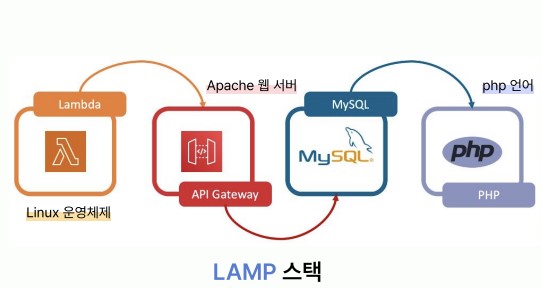 Apache 웹 서버
php 언어
Lambda
MySQL
MySQL®
php
API Gateway
PHP
Linux 운영체제
LAMP 스택